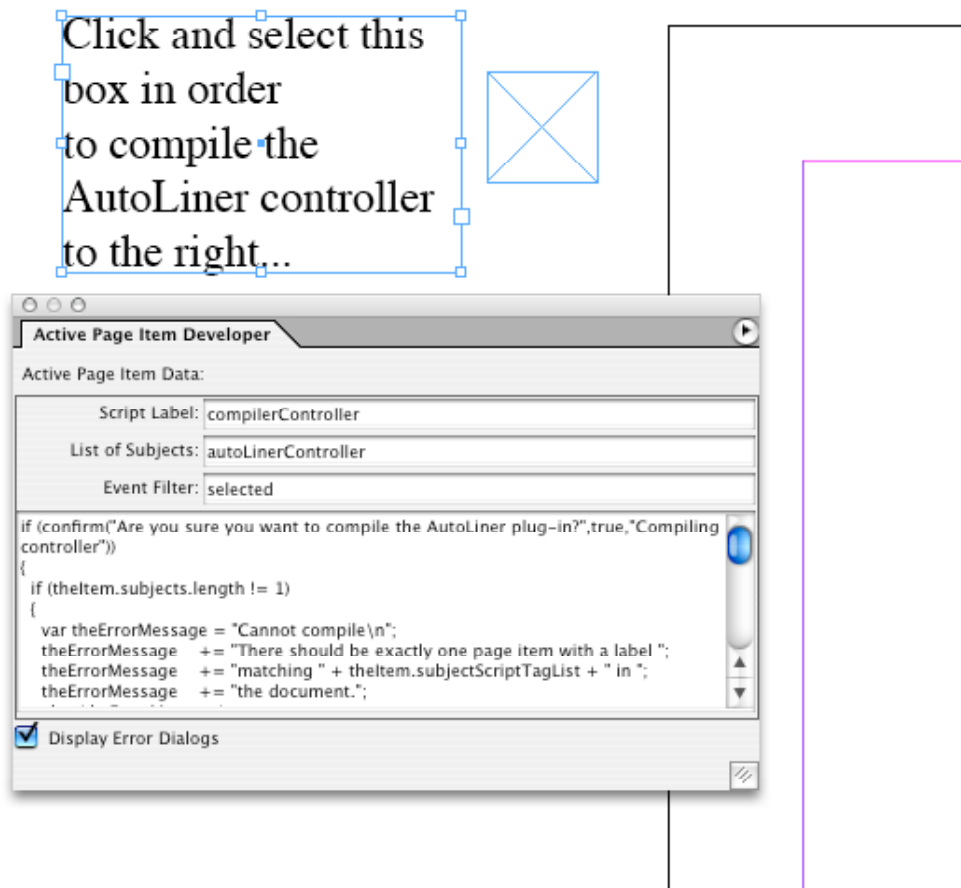 Click and select this
box in order
to compile the
AutoLiner controller
to the right...
Active Page Item Developer
Active Page Item Data:
Script Label: compilerController
List of Subjects: autoLinerController
Event Filter: selected
if (confirm("Are you sure you want to compile the AutoLiner plug-in?",true,"Compiling
controller"))
{
if (theItem.subjects.length != 1)
{
var theErrorMessage = "Cannot compile\n";
theErrorMessage += "There should be exactly one page item with a label ";
theErrorMessage += "matching " + theItem.subjectScriptTagList + " in ";
theErrorMessage += "the document.";
Display Error Dialogs